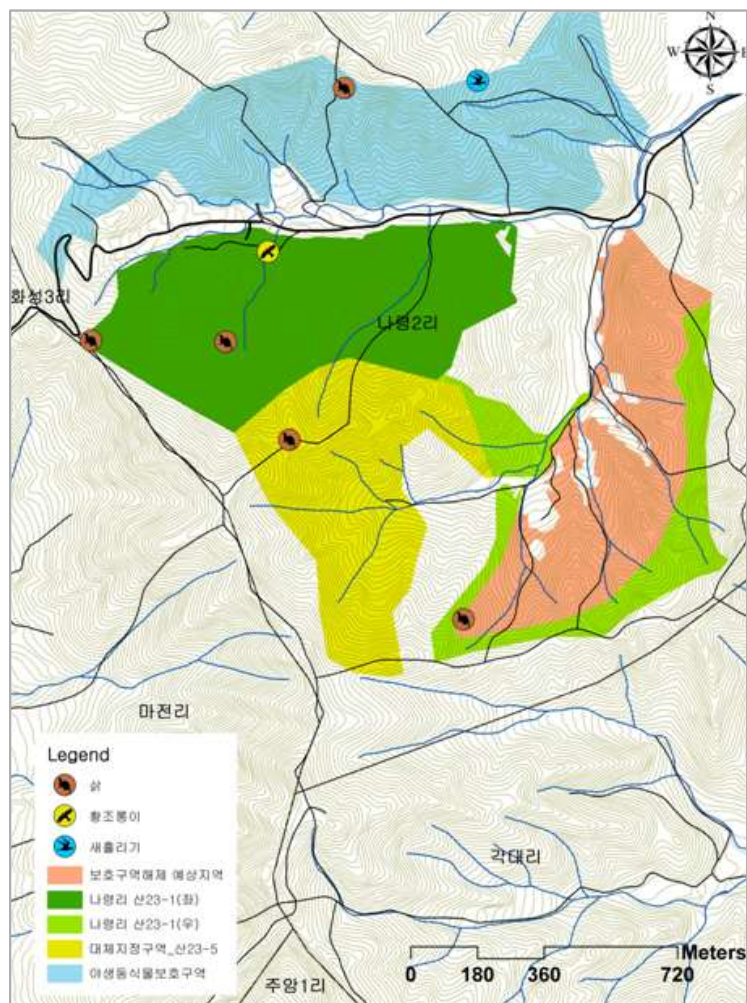 N
W E
S
화성3리
나령2리
마전리
Legend
삵
황조롱이
새홀리기
보호구역해제 예상지역
나령리 산23-1(좌)
나령리 산23-1(우)
대체지정구역_산23-5
야생동식물보호구역
각대리
주암1리
Meters
0 180 360 720